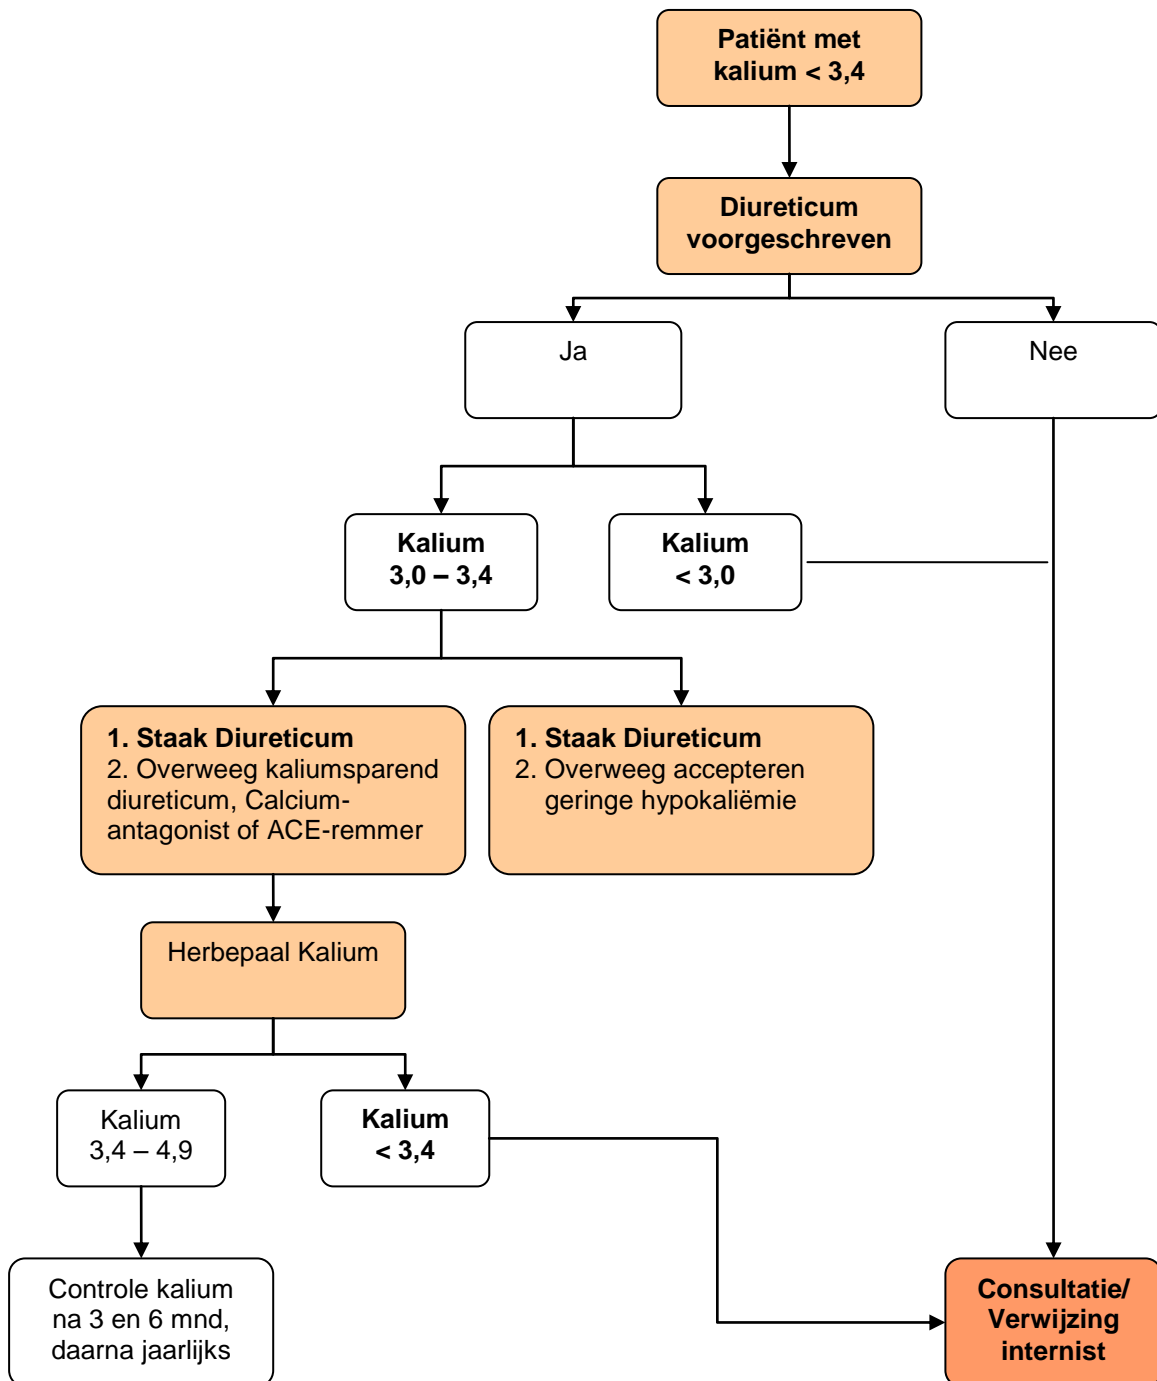 Patiënt met
kalium < 3,4
Diureticum
voorgeschreven
Ja
Nee
Kalium
3,0 – 3,4
Kalium
< 3,0
1. Staak Diureticum
2. Overweeg kaliumsparend
diureticum, Calcium-
antagonist of ACE-remmer
1. Staak Diureticum
2. Overweeg accepteren
geringe hypokaliëmie
Herbepaal Kalium
Kalium
3,4 – 4,9
Kalium
< 3,4
Controle kalium
na 3 en 6 mnd,
daarna jaarlijks
Consultatie/
Verwijzing
internist